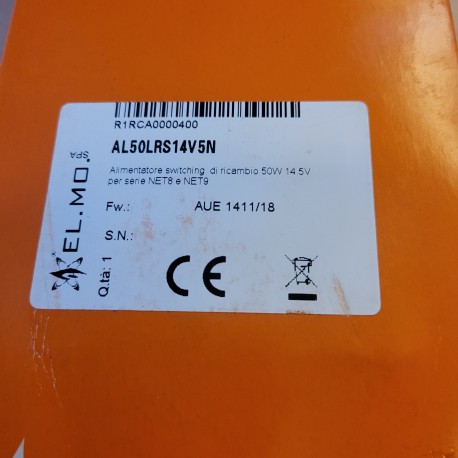 R1RCA0000400
AL50LRS14V5N
Alimentatore switching di ricambio 50W 14.5V
per serie NET8 e NET9
Fw.: AUE 1411/18
S.N.:
Q.tà: 1
EL.MO.® SPA
CE